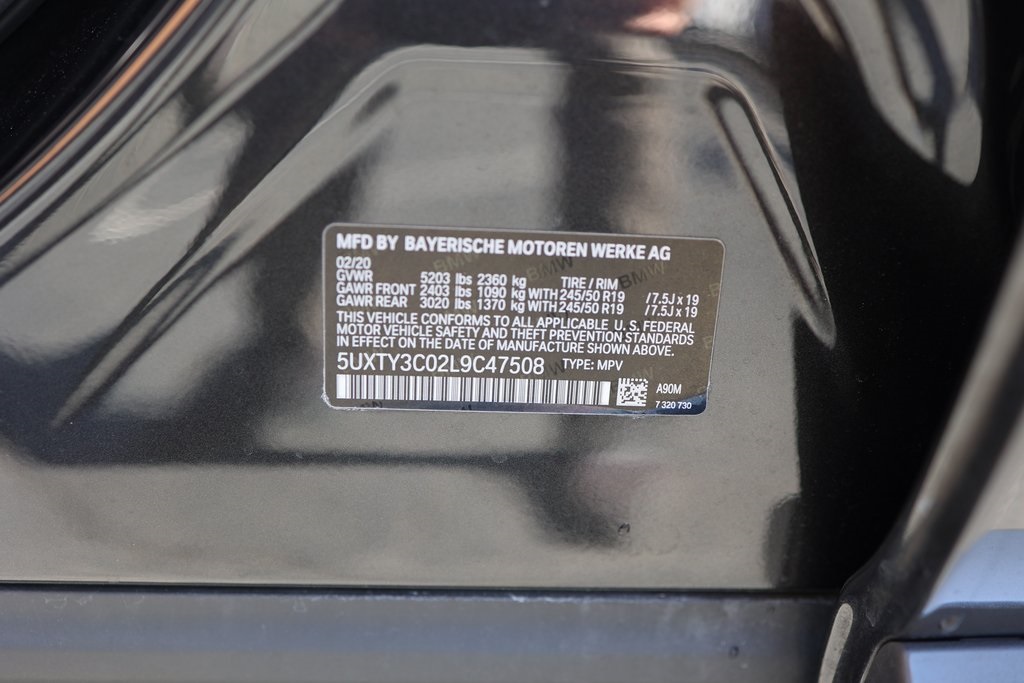 MFD BY BAYERISCHE MOTOREN WERKE AG
02/20
GVWR 5203 lbs 2360 kg TIRE / RIM
GAWR FRONT 2403 lbs 1090 kg WITH 245/50 R19 /7.5J x 19
GAWR REAR 3020 lbs 1370 kg WITH 245/50 R19 /7.5J x 19
THIS VEHICLE CONFORMS TO ALL APPLICABLE U. S. FEDERAL
MOTOR VEHICLE SAFETY AND THEFT PREVENTION STANDARDS
IN EFFECT ON THE DATE OF MANUFACTURE SHOWN ABOVE.
5UXTY3C02L9C47508 TYPE: MPV
A90M
7 320 730